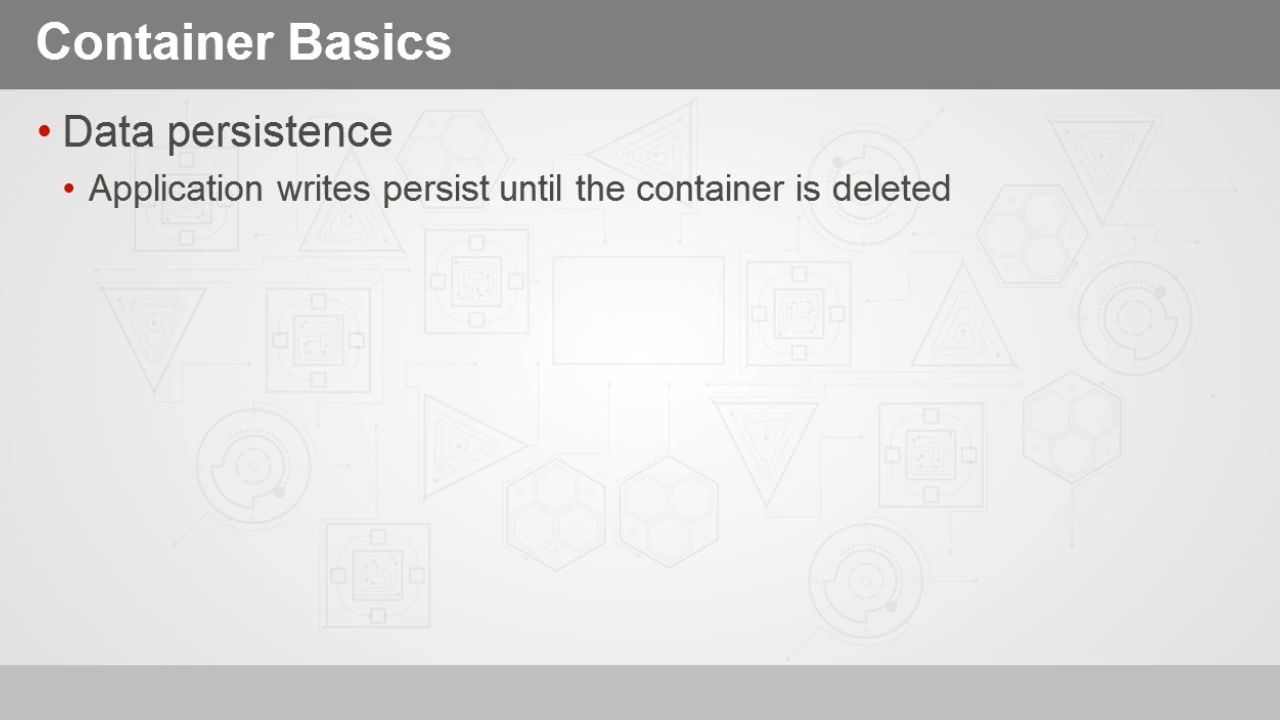 Container Basics
• Data persistence
• Application writes persist until the container is deleted